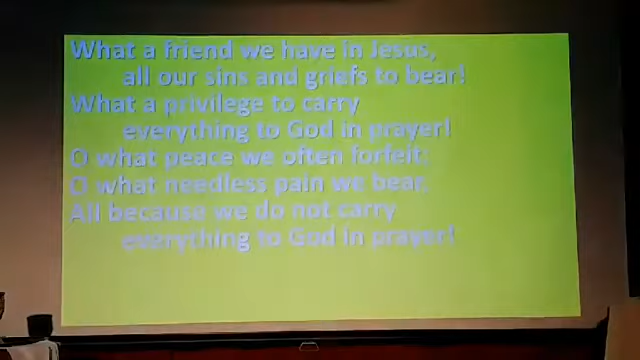 What a friend we have in Jesus,
all our sins and griefs to bear!
What a privilege to carry
everything to God in prayer!
O what peace we often forfeit;
O what needless pain we bear,
All because we do not carry
everything to God in prayer!